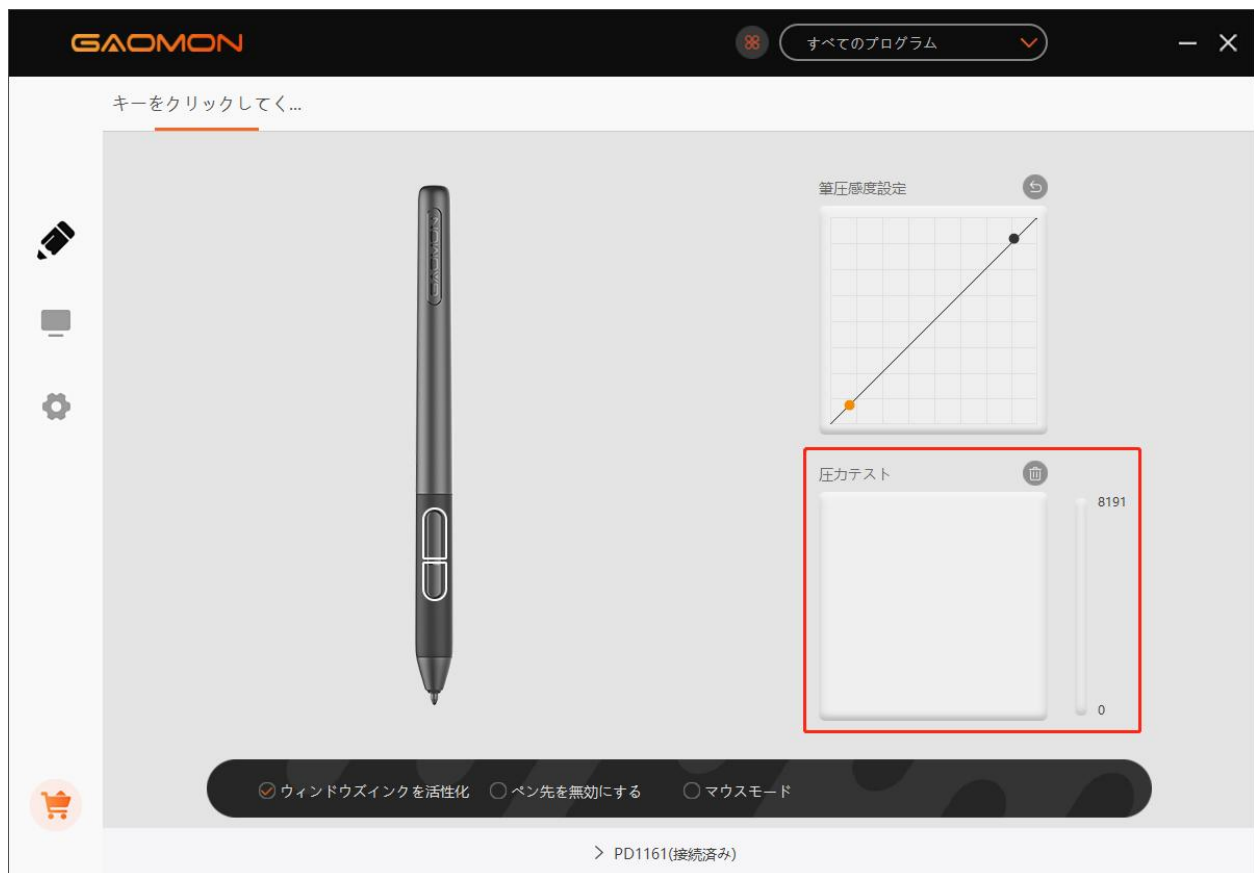 GAOMON
すべてのプログラム
キーをクリックしてく...
GAOMON
筆圧感度設定
圧力テスト
8191
0
ウィンドウズインクを活性化 ペン先を無効にする マウスモード
PD1161(接続済み)